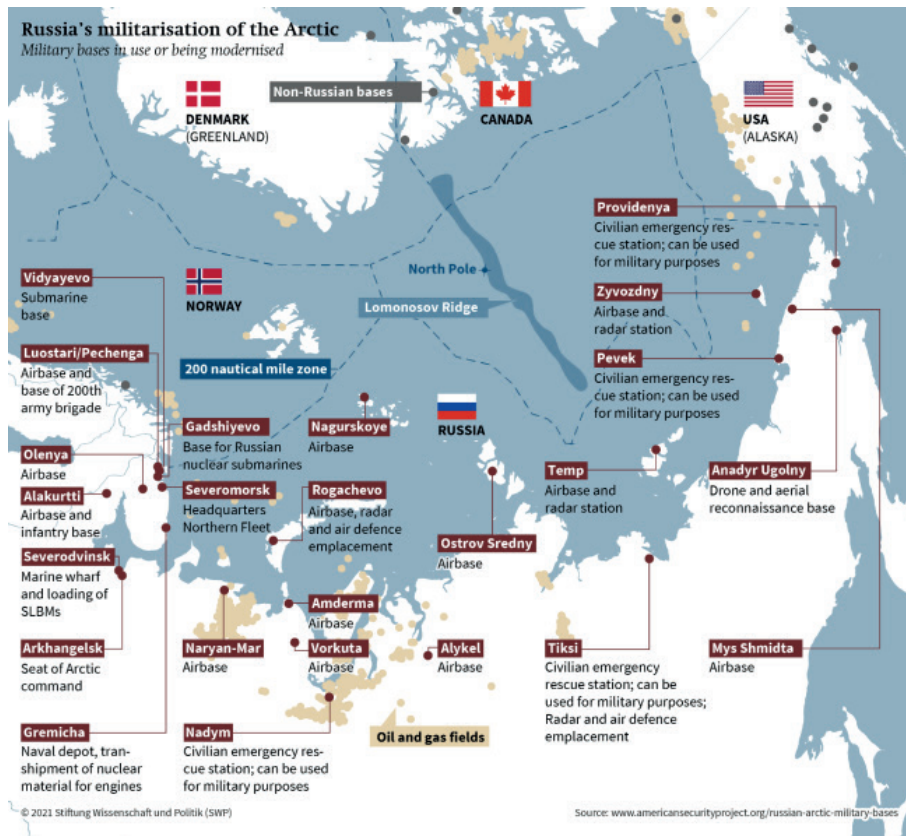 Russia's militarisation of the Arctic
Military bases in use or being modernised
Non-Russian bases
DENMARK
(GREENLAND)
CANADA
USA
(ALASKA)
Providenya
Civilian emergency res-
cue station; can be used
for military purposes
North Pole
Vidyayevo
Submarine
base
NORWAY
Zyvozdny
Airbase and
radar station
Lomonosov Ridge
Luostari/Pechenga
Airbase and
base of 200th
army brigade
200 nautical mile zone
Pevek
Civilian emergency res-
cue station; can be used
for military purposes
Gadshiyevo
Base for Russian
nuclear submarines
Nagurskoye
Airbase
RUSSIA
Olenya
Airbase
Temp
Airbase and
radar station
Anadyr Ugolny
Drone and aerial
reconnaissance base
Alakurtti
Airbase and
infantry base
Severomorsk
Headquarters
Northern Fleet
Rogachevo
Airbase, radar
and air defence
emplacement
Ostrov Sredny
Airbase
Severodvinsk
Marine wharf
and loading of
SLBMs
Amderma
Airbase
Arkhangelsk
Seat of Arctic
command
Naryan-Mar
Airbase
Vorkuta
Airbase
Alykel
Airbase
Tiksi
Civilian emergency
rescue station; can be
used for military purposes;
Radar and air defence
emplacement
Mys Shmidta
Airbase
Gremicha
Naval depot, tran-
shipment of nuclear
material for engines
Nadym
Civilian emergency res-
cue station; can be used
for military purposes
Oil and gas fields
© 2021 Stiftung Wissenschaft und Politik (SWP)
Source: www.americansecurityproject.org/russian-arctic-military-bases